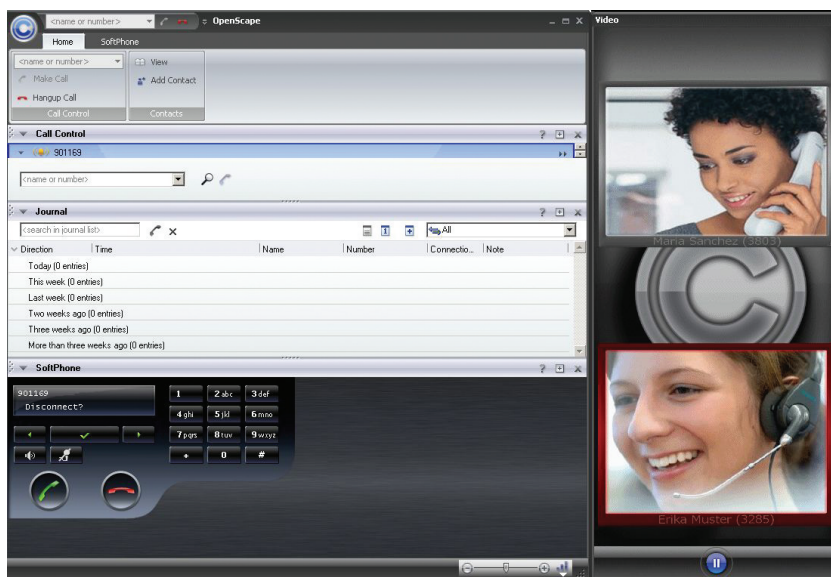 <name or number>
OpenScape
Home SoftPhone
<name or number>
Make Call
Hangup Call
Call Control
View
Add Contact
Contacts
Call Control
?
901169
<name or number>
Journal
?
<search in journal list>
1
All
Direction Time Name Number Connectio... Note
Today (0 entries)
This week (0 entries)
Last week (0 entries)
Two weeks ago (0 entries)
Three weeks ago (0 entries)
More than three weeks ago (0 entries)
SoftPhone
?
901169
Disconnect?
1 2 abc 3 def
4 ghi 5 jkl 6 mno
7 pqrs 8 tuv 9 wxyz
0 #
Video
Maria Sanchez (3803)
Erika Muster (3285)